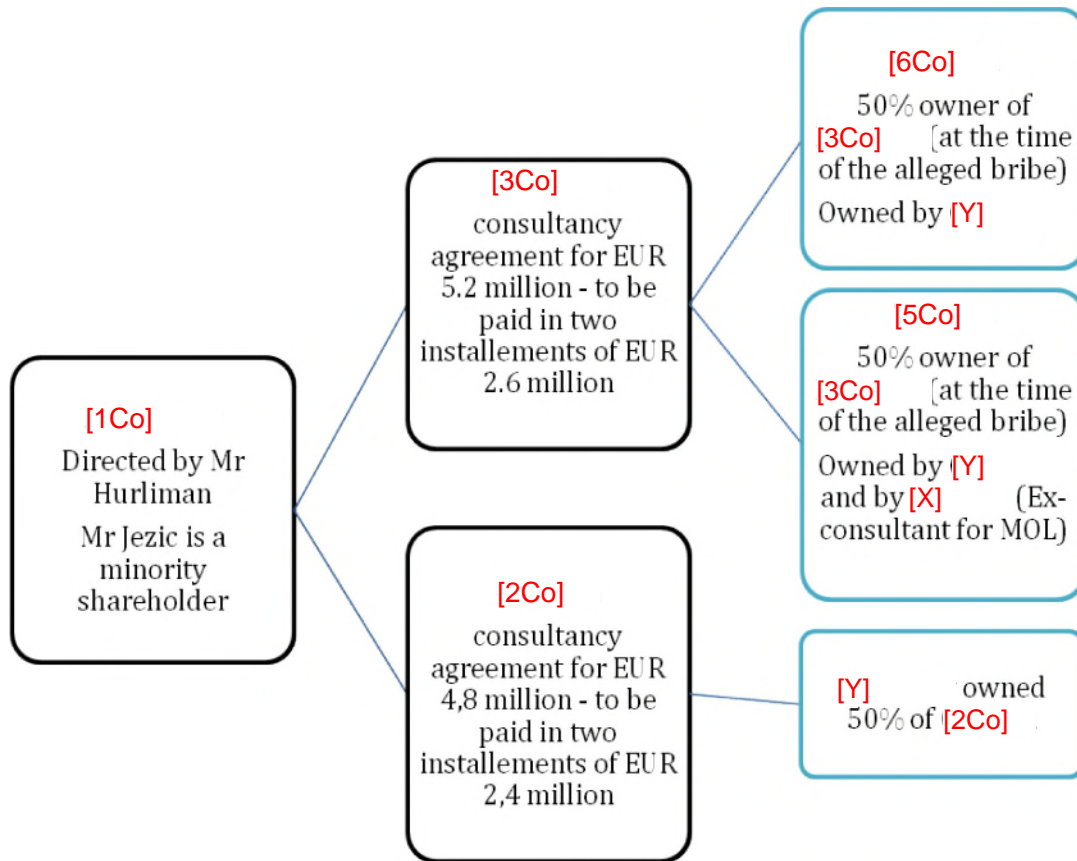 [1Co]
Directed by Mr
Hurliman
Mr Jezic is a
minority
shareholder
[3Co]
consultancy
agreement for EUR
5.2 million - to be
paid in two
installements of EUR
2.6 million
[2Co]
consultancy
agreement for EUR
4,8 million - to be
paid in two
installements of EUR
2,4 million
[6Co]
50% owner of
[3Co] (at the time
of the alleged bribe)
Owned by [Y]
[5Co]
50% owner of
[3Co] (at the time
of the alleged bribe)
Owned by [Y]
and by [X] (Ex-
consultant for MOL)
[Y] owned
50% of [2Co]